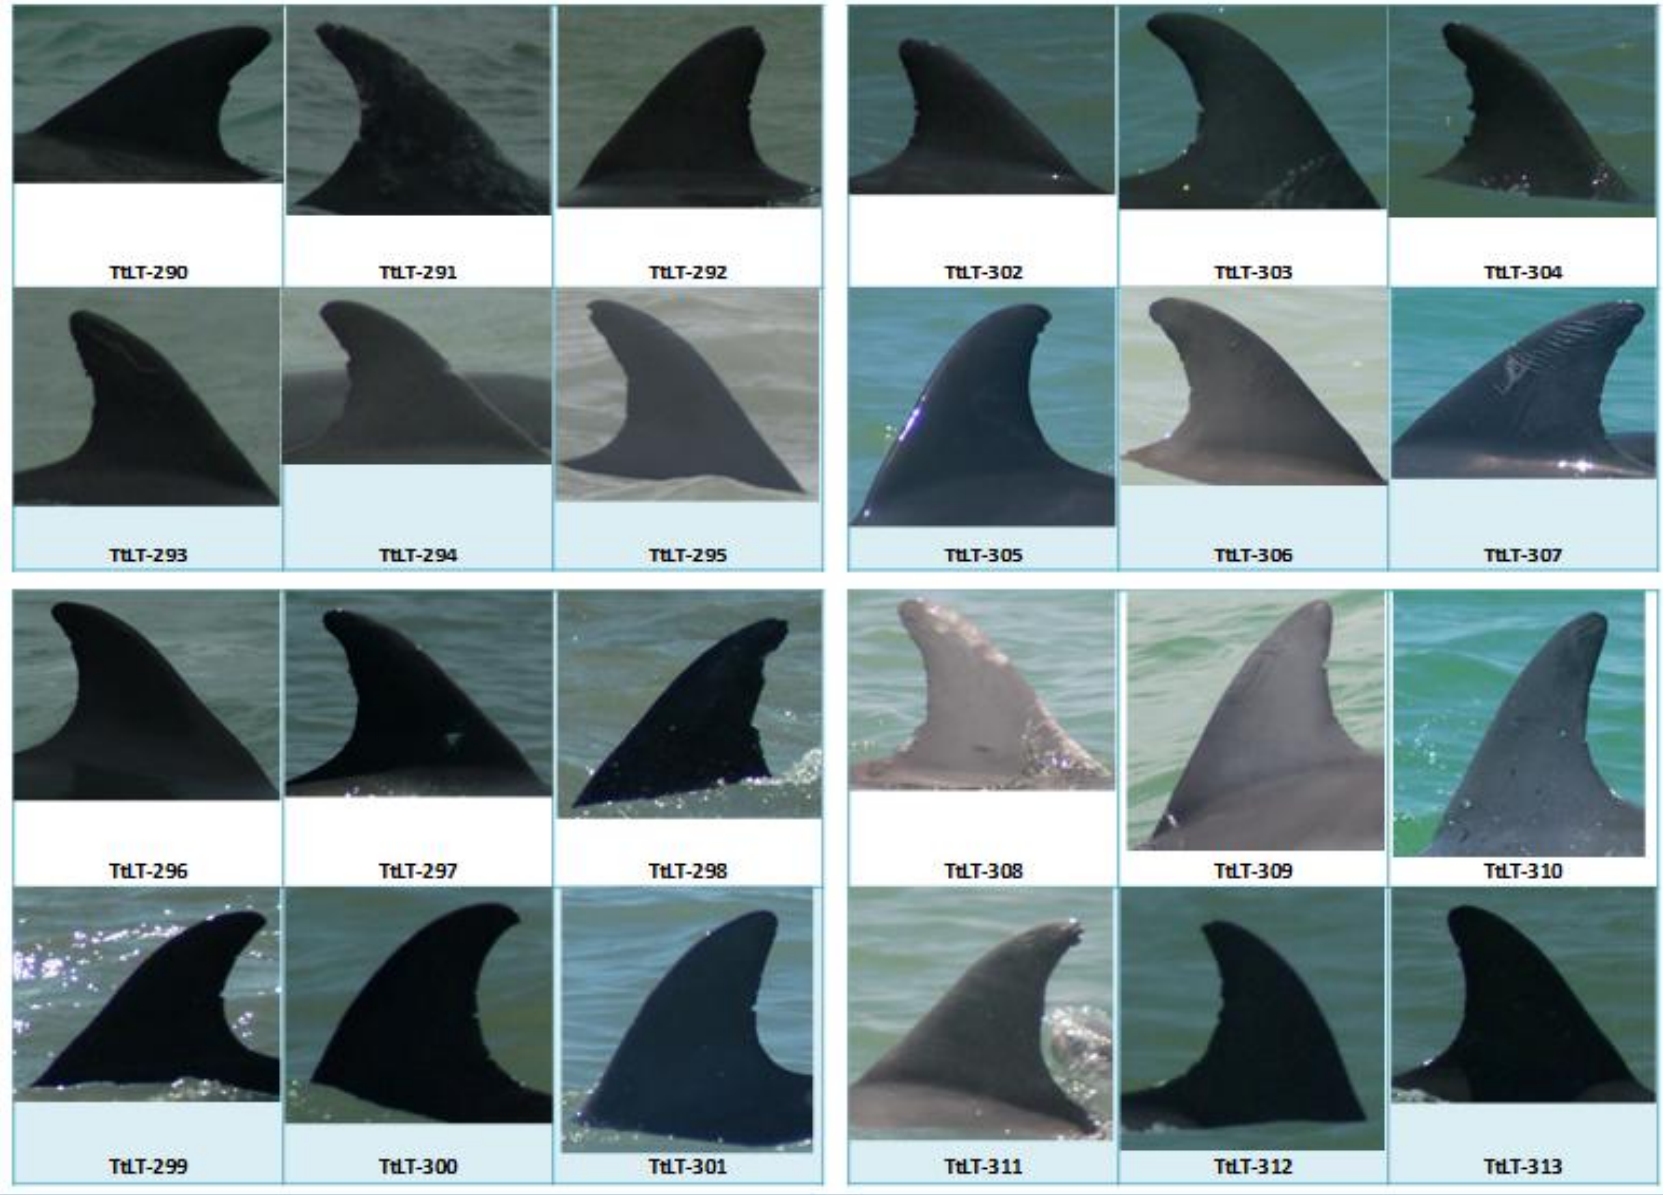 TtLT-290 TtLT-291 TtLT-292
TtLT-293 TtLT-294 TtLT-295
TtLT-302 TtLT-303 TtLT-304
TtLT-305 TtLT-306 TtLT-307
TtLT-296 TtLT-297 TtLT-298
TtLT-299 TtLT-300 TtLT-301
TtLT-308 TtLT-309 TtLT-310
TtLT-311 TtLT-312 TtLT-313